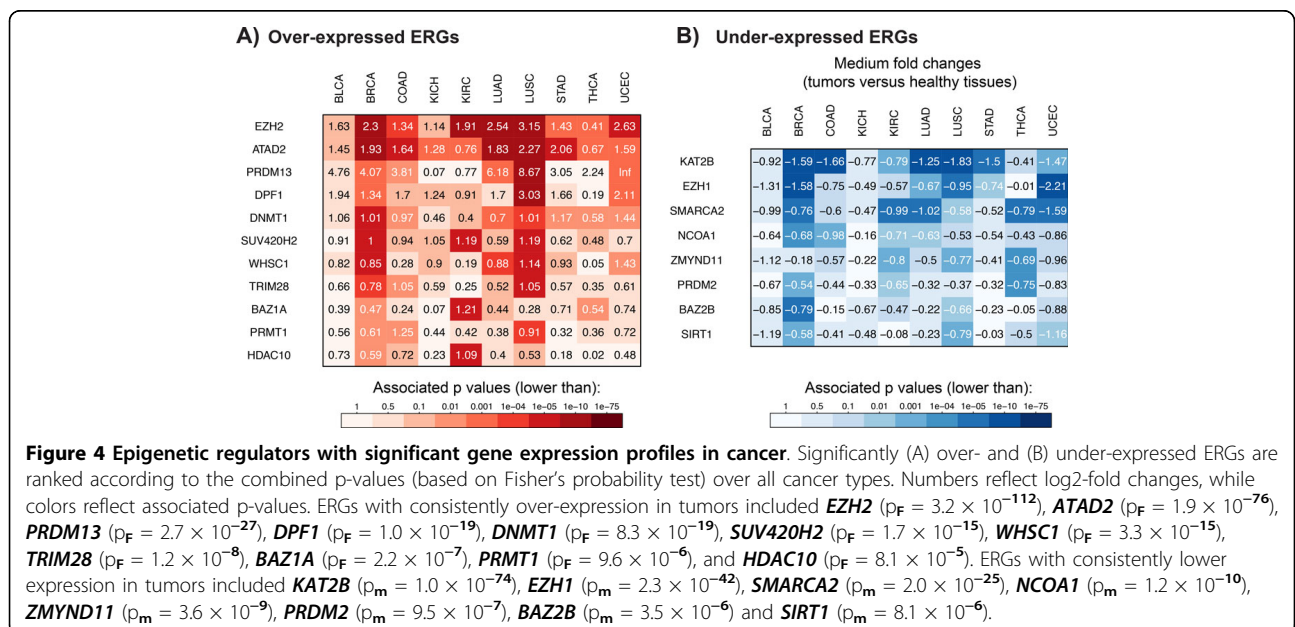 A) Over-expressed ERGs
BLCA BRCA COAD KICH KIRC LUAD LUSC STAD THCA UCEC
EZH2 1.63 2.3 1.34 1.14 1.91 2.54 3.15 1.43 0.41 2.63
ATAD2 1.45 1.93 1.64 1.28 0.76 1.83 2.27 2.06 0.67 1.59
PRDM13 4.76 4.07 3.81 0.07 0.77 6.18 8.67 3.05 2.24 Inf
DPF1 1.94 1.34 1.7 1.24 0.91 1.7 3.03 1.66 0.19 2.11
DNMT1 1.06 1.01 0.97 0.46 0.4 0.7 1.01 1.17 0.58 1.44
SUV420H2 0.91 1 0.94 1.05 1.19 0.59 1.19 0.62 0.48 0.7
WHSC1 0.82 0.85 0.28 0.9 0.19 0.88 1.14 0.93 0.05 1.43
TRIM28 0.66 0.78 1.05 0.59 0.25 0.52 1.05 0.57 0.35 0.61
BAZ1A 0.39 0.47 0.24 0.07 1.21 0.44 0.28 0.71 0.54 0.74
PRMT1 0.56 0.61 1.25 0.44 0.42 0.38 0.91 0.32 0.36 0.72
HDAC10 0.73 0.59 0.72 0.23 1.09 0.4 0.53 0.18 0.02 0.48
Associated p values (lower than):
1 0.5 0.1 0.01 0.001 1e−04 1e−05 1e−10 1e−75
B) Under-expressed ERGs
Medium fold changes
(tumors versus healthy tissues)
BLCA BRCA COAD KICH KIRC LUAD LUSC STAD THCA UCEC
KAT2B −0.92 −1.59 −1.66 −0.77 −0.79 −1.25 −1.83 −1.5 −0.41 −1.47
EZH1 −1.31 −1.58 −0.75 −0.49 −0.57 −0.67 −0.95 −0.74 −0.01 −2.21
SMARCA2 −0.99 −0.76 −0.6 −0.47 −0.99 −1.02 −0.58 −0.52 −0.79 −1.59
NCOA1 −0.64 −0.68 −0.98 −0.16 −0.71 −0.63 −0.53 −0.54 −0.43 −0.86
ZMYND11 −1.12 −0.18 −0.57 −0.22 −0.8 −0.5 −0.77 −0.41 −0.69 −0.96
PRDM2 −0.67 −0.54 −0.44 −0.33 −0.65 −0.32 −0.37 −0.16 −0.75 −0.83
BAZ2B −0.85 −0.79 −0.15 −0.67 −0.47 −0.22 −0.66 −0.23 −0.05 −0.88
SIRT1 −1.19 −0.58 −0.41 −0.48 −0.08 −0.23 −0.79 −0.03 −0.5 −1.16
Associated p values (lower than):
1 0.5 0.1 0.01 0.001 1e−04 1e−05 1e−10 1e−75
Figure 4 Epigenetic regulators with significant gene expression profiles in cancer. Significantly (A) over- and (B) under-expressed ERGs are
ranked according to the combined p-values (based on Fisher's probability test) over all cancer types. Numbers reflect log2-fold changes, while
colors reflect associated p-values. ERGs with consistently over-expression in tumors included EZH2 (pF = 3.2 × 10−112), ATAD2 (pF = 1.9 × 10−76),
PRDM13 (pF = 2.7 × 10−27), DPF1 (pF = 1.0 × 10−19), DNMT1 (pF = 8.3 × 10−19), SUV420H2 (pF = 1.7 × 10−15), WHSC1 (pF = 3.3 × 10−15),
TRIM28 (pF = 1.2 × 10−8), BAZ1A (pF = 2.2 × 10−7), PRMT1 (pF = 9.6 × 10−6), and HDAC10 (pF = 8.1 × 10−5). ERGs with consistently lower
expression in tumors included KAT2B (pm = 1.0 × 10−74), EZH1 (pm = 2.3 × 10−42), SMARCA2 (pm = 2.0 × 10−25), NCOA1 (pm = 1.2 × 10−10),
ZMYND11 (pm = 3.6 × 10−9), PRDM2 (pm = 9.5 × 10−7), BAZ2B (pm = 3.5 × 10−6) and SIRT1 (pm = 8.1 × 10−6).